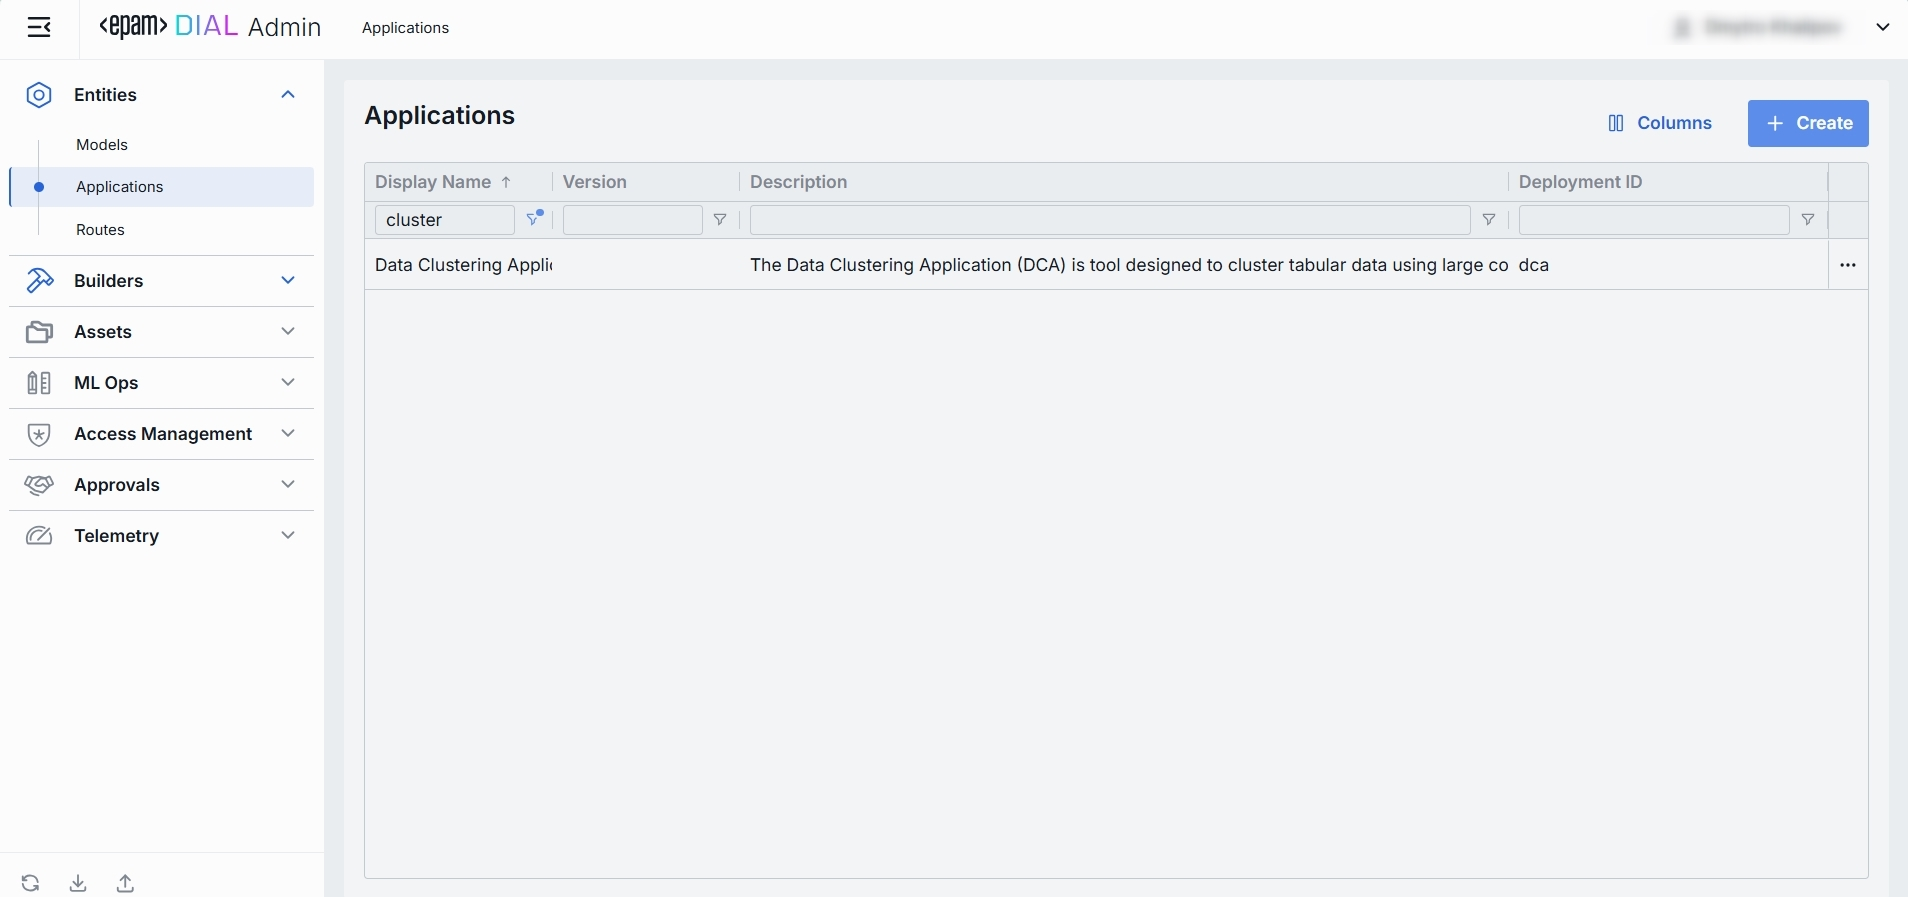 <epam> DIAL Admin
Applications
Entities
Models
Applications
Routes
Builders
Assets
ML Ops
Access Management
Approvals
Telemetry
Applications
Columns
Create
Display Name Version Description Deployment ID
cluster
Data Clustering Applic The Data Clustering Application (DCA) is tool designed to cluster tabular data using large co dca